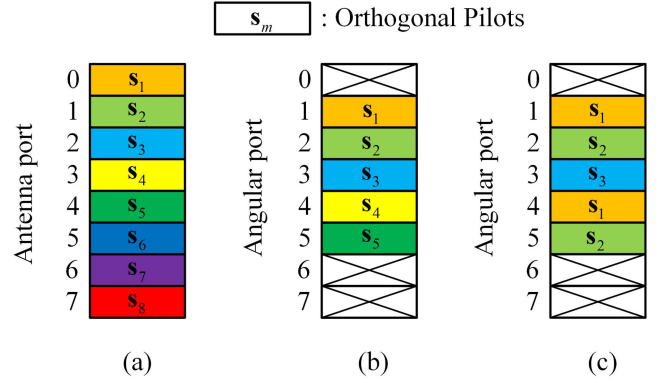 s_m : Orthogonal Pilots
Antenna port
0 s_1
1 s_2
2 s_3
3 s_4
4 s_5
5 s_6
6 s_7
7 s_8
(a)
Angular port
0
1 s_1
2 s_2
3 s_3
4 s_4
5 s_5
6
7
(b)
Angular port
0
1 s_1
2 s_2
3 s_3
4 s_1
5 s_2
6
7
(c)